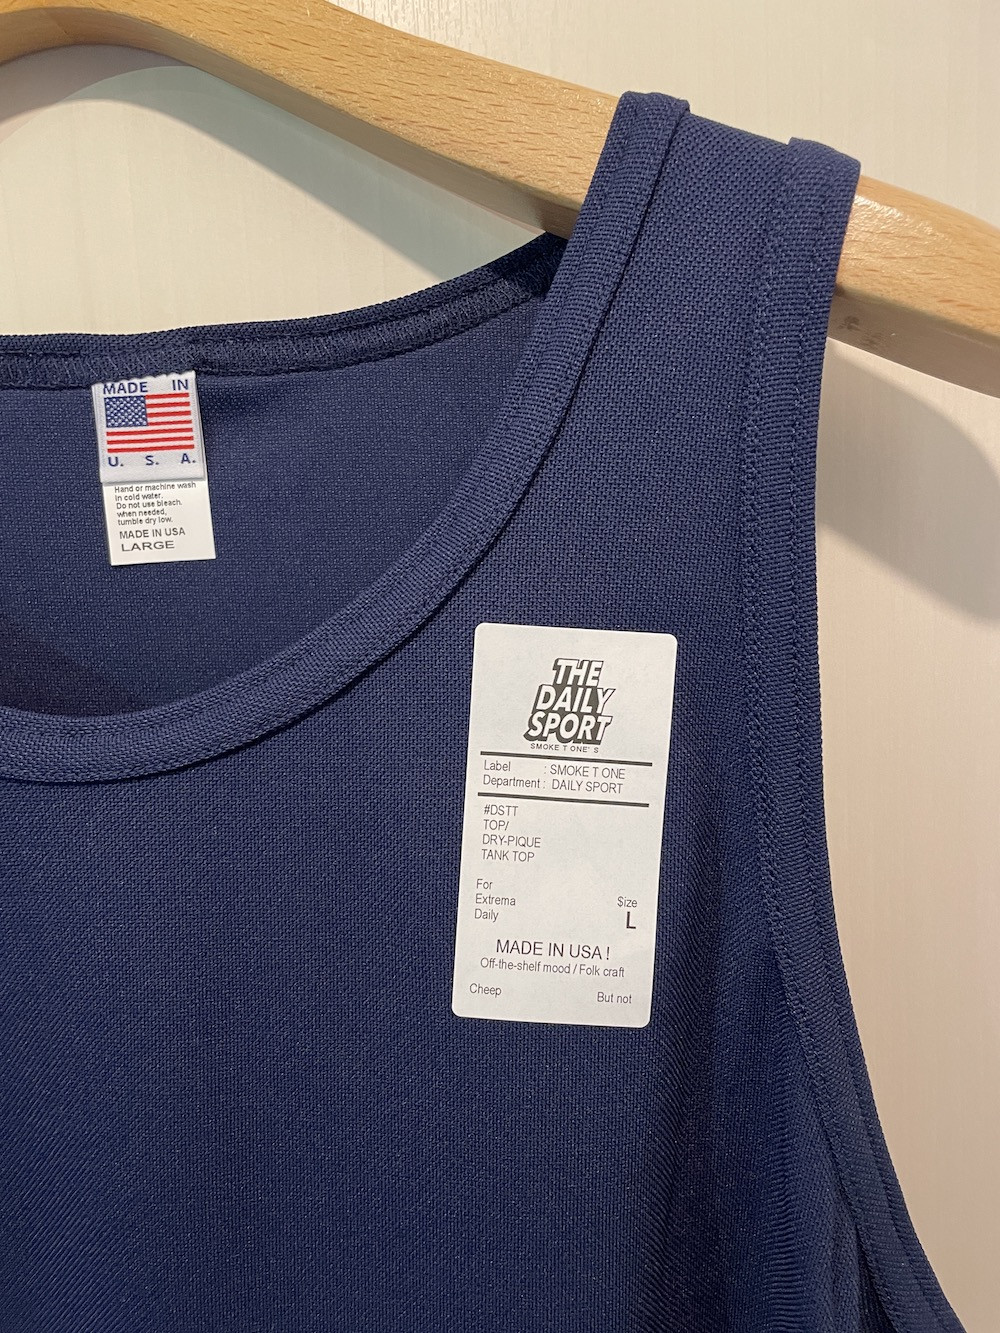 MADE IN
U. S. A.
Hand or machine wash
in cold water.
Do not use bleach.
when needed,
tumble dry low.
MADE IN USA
LARGE
THE
DAILY
SPORT
SMOKE T ONE' S
Label : SMOKE T ONE
Department : DAILY SPORT
#DSTT
TOP/
DRY-PIQUE
TANK TOP
For
Extrema
Daily
Size
L
MADE IN USA !
Off-the-shelf mood / Folk craft
Cheep But not